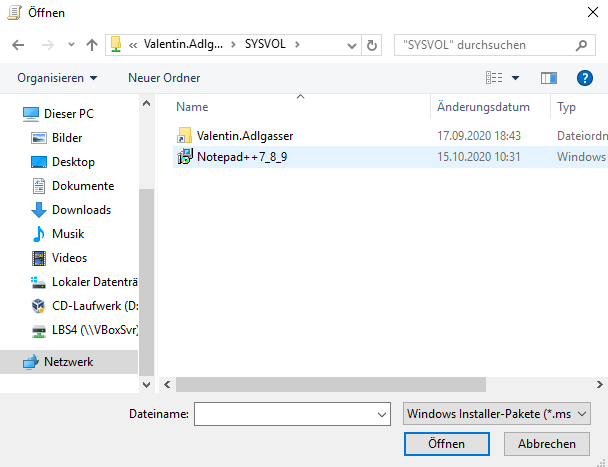 Öffnen
« Valentin.Adlg... > SYSVOL >
"SYSVOL" durchsuchen
Organisieren
Neuer Ordner
Dieser PC
Bilder
Desktop
Dokumente
Downloads
Musik
Videos
Lokaler Datenträ
CD-Laufwerk (D:
LBS4 (\\VBoxSvr)
Netzwerk
Name Änderungsdatum Typ
Valentin.Adlgasser 17.09.2020 18:43 Dateiordn
Notepad++7_8_9 15.10.2020 10:31 Windows
Dateiname:
Windows Installer-Pakete (*.ms
Öffnen Abbrechen